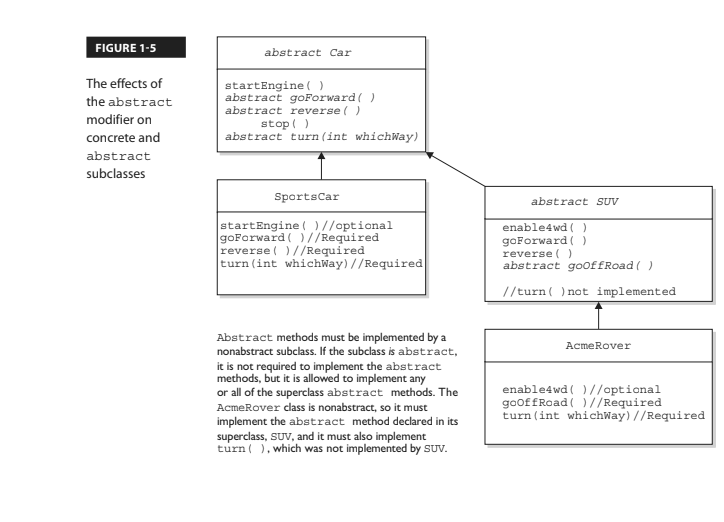 FIGURE 1-5
The effects of
the abstract
modifier on
concrete and
abstract
subclasses
abstract Car
startEngine( )
abstract goForward( )
abstract reverse( )
stop( )
abstract turn(int whichWay)
SportsCar
startEngine( )//optional
goForward( )//Required
reverse( )//Required
turn(int whichWay)//Required
abstract SUV
enable4wd( )
goForward( )
reverse( )
abstract goOffRoad( )
//turn( )not implemented
AcmeRover
enable4wd( )//optional
goOffRoad( )//Required
turn(int whichWay)//Required
Abstract methods must be implemented by a
nonabstract subclass. If the subclass is abstract,
it is not required to implement the abstract
methods, but it is allowed to implement any
or all of the superclass abstract methods. The
AcmeRover class is nonabstract, so it must
implement the abstract method declared in its
superclass, SUV, and it must also implement
turn( ), which was not implemented by SUV.